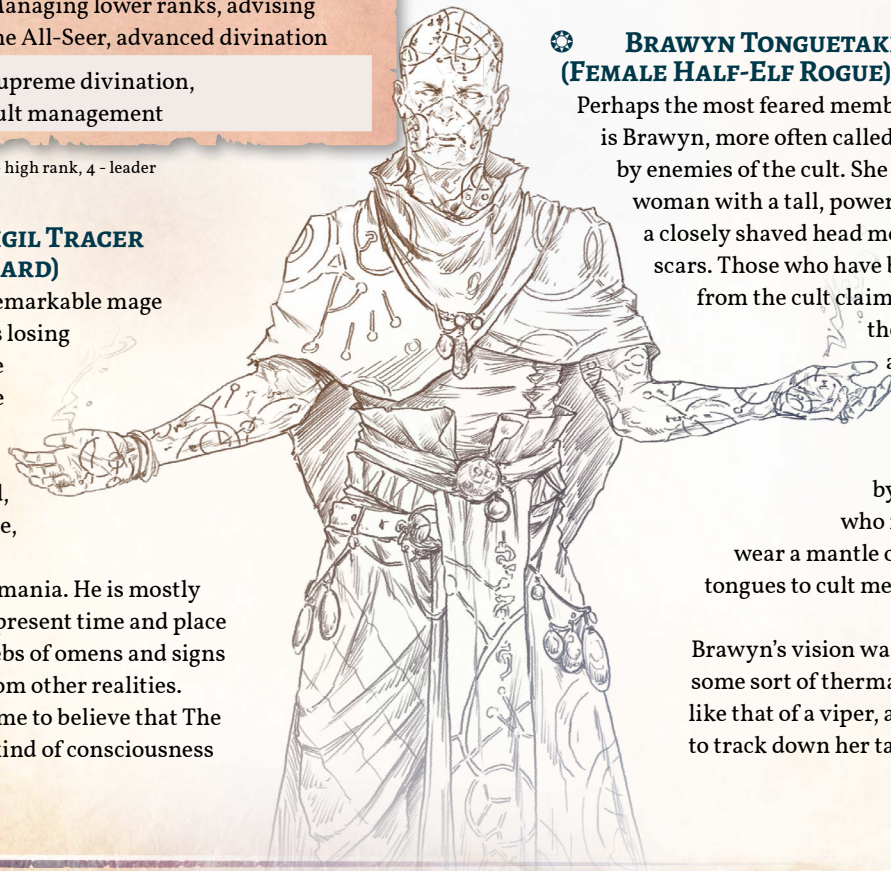 Managing lower ranks, advising
he All-Seer, advanced divination
upreme divination,
ult management
high rank, 4 - leader
IGIL TRACER
ARD)
emarkable mage
s losing
e
e
d,
e,
mania. He is mostly
present time and place
ebs of omens and signs
om other realities.
me to believe that The
kind of consciousness
BRAWYN TONGUETAK
(FEMALE HALF-ELF ROGUE)
Perhaps the most feared memb
is Brawyn, more often called
by enemies of the cult. She
woman with a tall, power
a closely shaved head m
scars. Those who have b
from the cult claim
the
a
by
who
wear a mantle o
tongues to cult me
Brawyn’s vision wa
some sort of therma
like that of a viper, a
to track down her ta